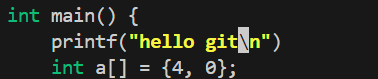 int main() {
    printf("hello git\n")
    int a[] = {4, 0};